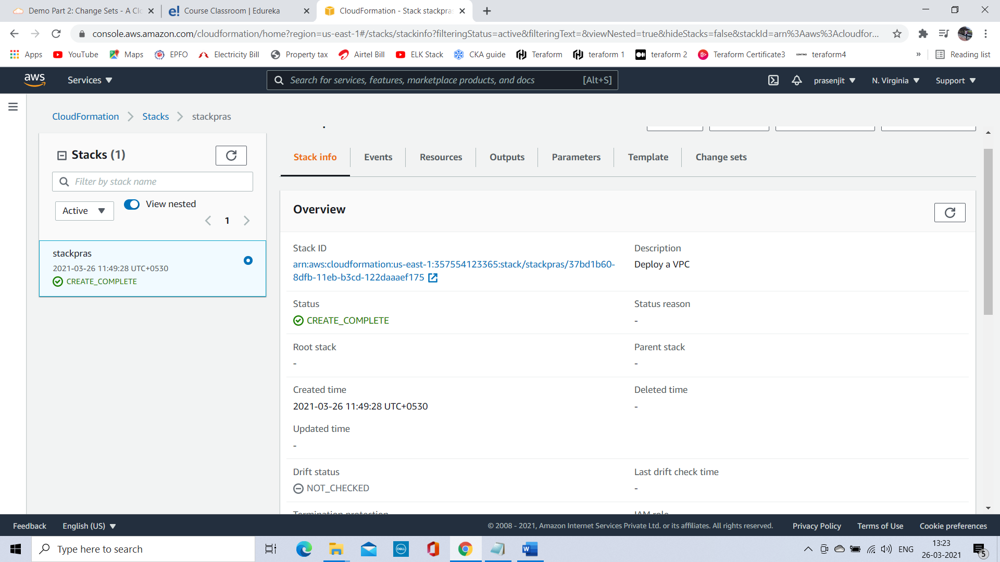 Demo Part 2: Change Sets - A Clo
Course Classroom | Edureka
CloudFormation - Stack stackpras
console.aws.amazon.com/cloudformation/home?region=us-east-1#/stacks/stackinfo?filteringStatus=active&filteringText=&viewNested=true&hideStacks=false&stackId=arn%3Aaws%3Acloudfor...
Apps YouTube Maps EPFO Electricity Bill Property tax Airtel Bill ELK Stack CKA guide Teraform teraform 1 teraform 2 Terraform Certificate3 teraform4 » Reading list
aws Services Search for services, features, marketplace products, and docs [Alt+S] prasenjit N. Virginia Support
CloudFormation Stacks stackpras
Stacks (1)
Filter by stack name
Active View nested
1
stackpras
2021-03-26 11:49:28 UTC+0530
CREATE_COMPLETE
Stack info Events Resources Outputs Parameters Template Change sets
Overview
Stack ID
arn:aws:cloudformation:us-east-1:357554123365:stack/stackpras/37bd1b60-
8dfb-11eb-b3cd-122daaaef175
Description
Deploy a VPC
Status
CREATE_COMPLETE
Status reason
-
Root stack
-
Parent stack
-
Created time
2021-03-26 11:49:28 UTC+0530
Deleted time
-
Updated time
-
Drift status
NOT_CHECKED
Last drift check time
-
Termination protection
IAM role
Feedback English (US) © 2008 - 2021, Amazon Internet Services Private Ltd. or its affiliates. All rights reserved. Privacy Policy Terms of Use Cookie preferences
Type here to search
ENG
13:23
26-03-2021
5